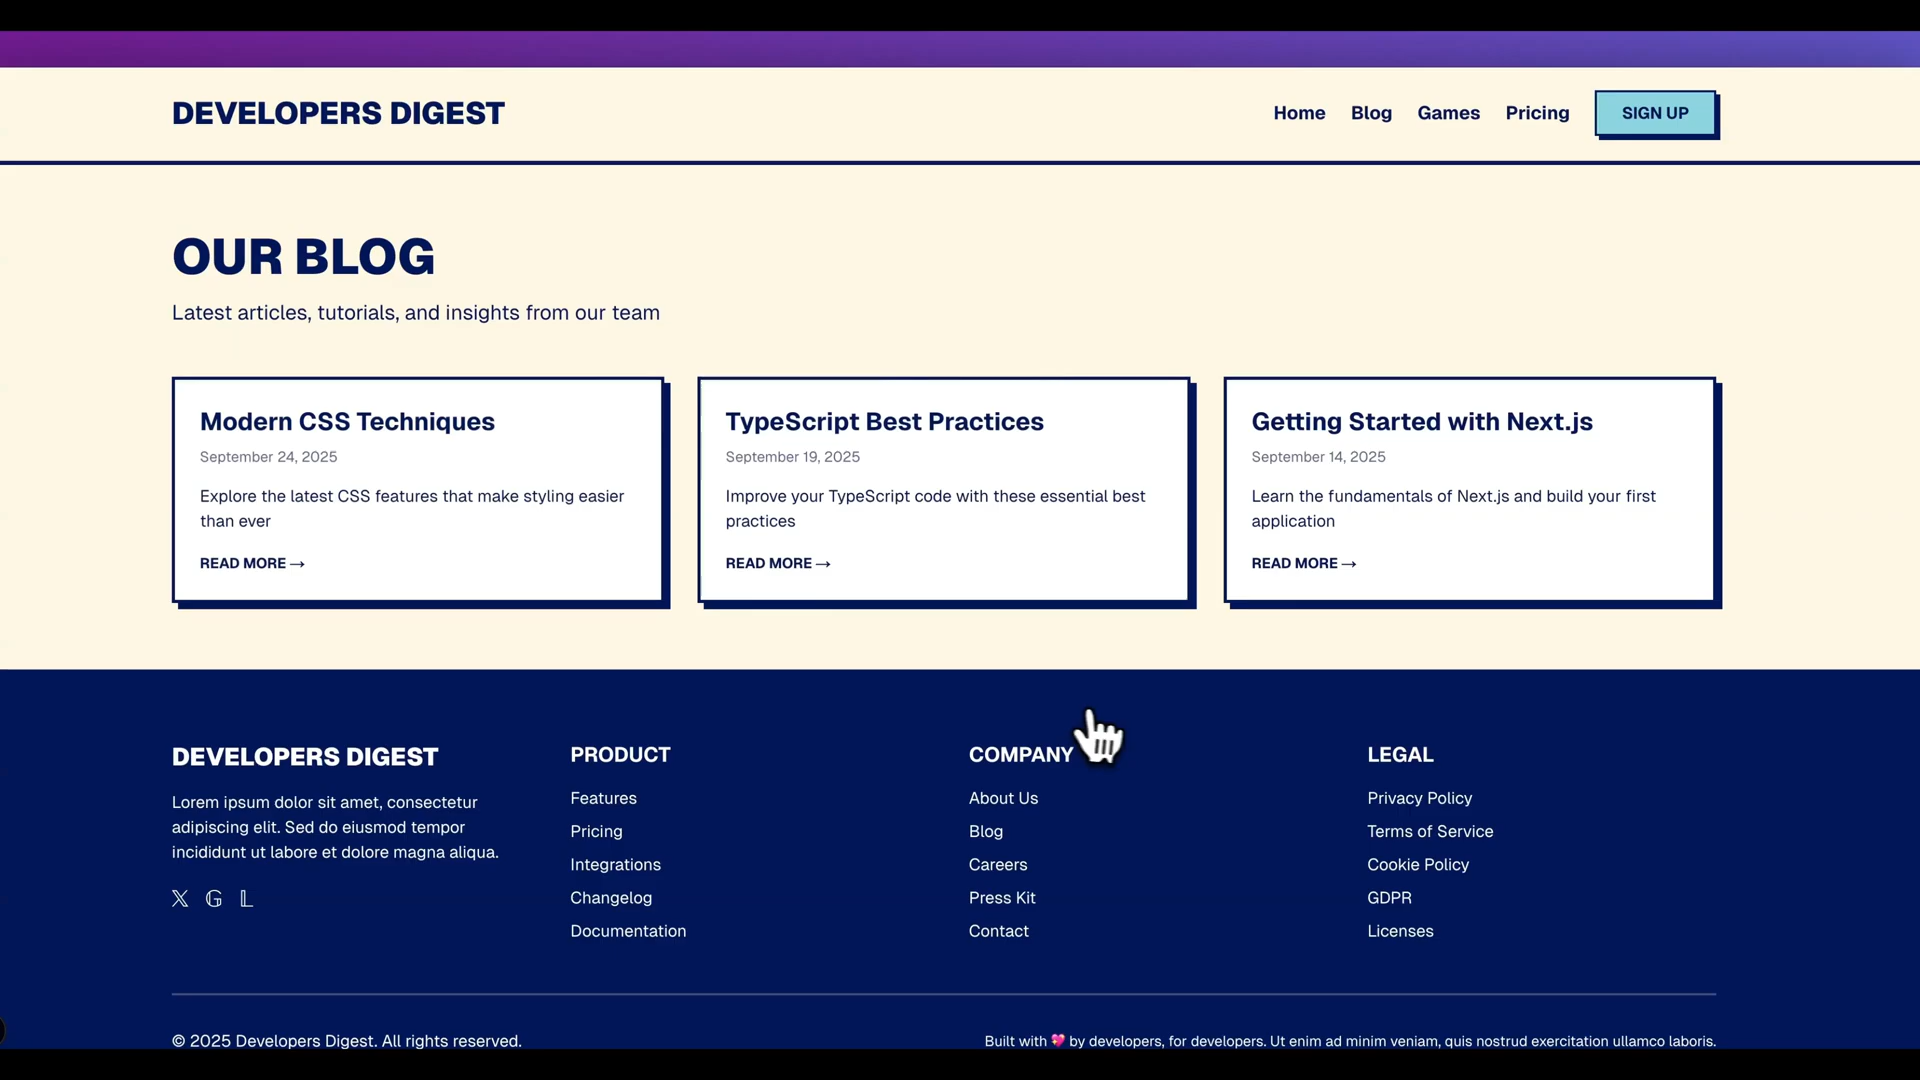 DEVELOPERS DIGEST
Home Blog Games Pricing SIGN UP
OUR BLOG
Latest articles, tutorials, and insights from our team
Modern CSS Techniques
September 24, 2025
Explore the latest CSS features that make styling easier
than ever
READ MORE →
TypeScript Best Practices
September 19, 2025
Improve your TypeScript code with these essential best
practices
READ MORE →
Getting Started with Next.js
September 14, 2025
Learn the fundamentals of Next.js and build your first
application
READ MORE →
DEVELOPERS DIGEST
Lorem ipsum dolor sit amet, consectetur
adipiscing elit. Sed do eiusmod tempor
incididunt ut labore et dolore magna aliqua.
𝕏 𝔾 𝕃
PRODUCT
Features
Pricing
Integrations
Changelog
Documentation
COMPANY
About Us
Blog
Careers
Press Kit
Contact
LEGAL
Privacy Policy
Terms of Service
Cookie Policy
GDPR
Licenses
© 2025 Developers Digest. All rights reserved.
Built with 💖 by developers, for developers. Ut enim ad minim veniam, quis nostrud exercitation ullamco laboris.